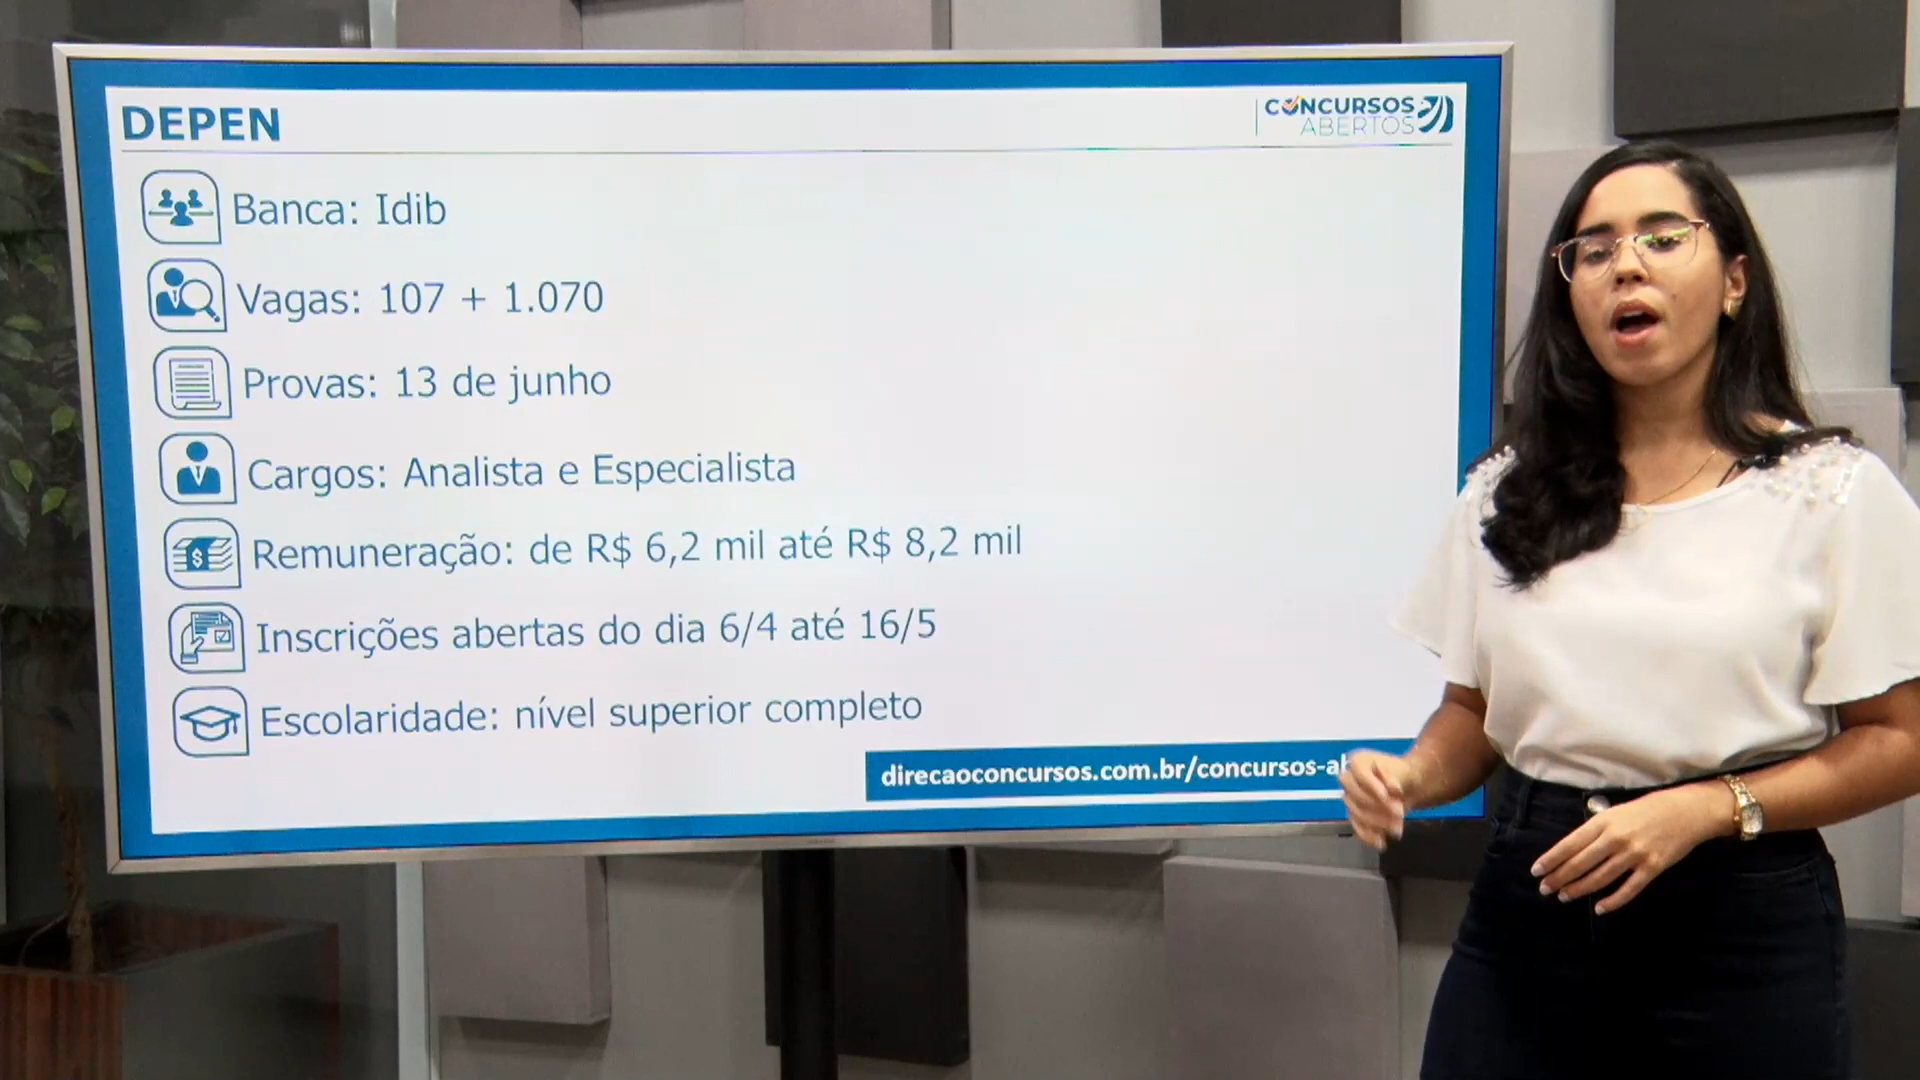 DEPEN
CONCURSOS
ABERTOS
Banca: Idib
Vagas: 107 + 1.070
Provas: 13 de junho
Cargos: Analista e Especialista
Remuneração: de R$ 6,2 mil até R$ 8,2 mil
Inscrições abertas do dia 6/4 até 16/5
Escolaridade: nível superior completo
direcaoconcursos.com.br/concursos-ab